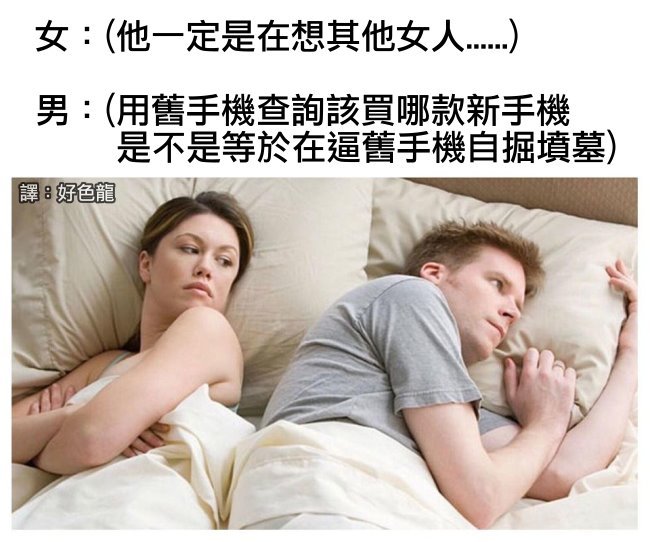 女：(他一定是在想其他女人......)
男：(用舊手機查詢該買哪款新手機
是不是等於在逼舊手機自掘墳墓)
譯：好色龍